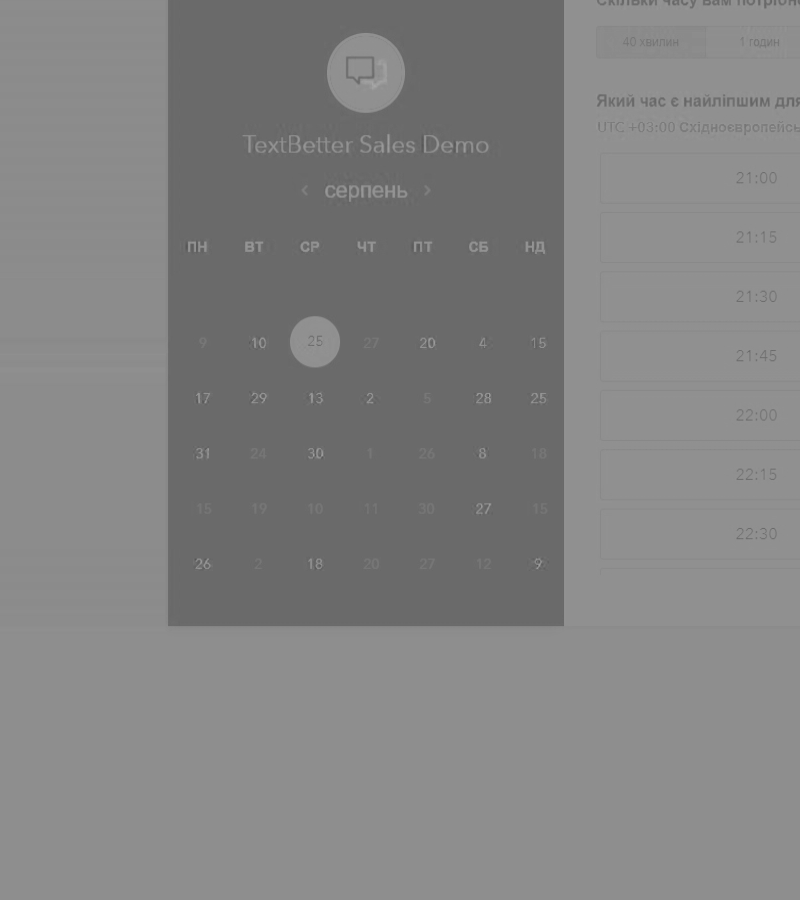 Скільки часу вам
40 хвилин 1 годин
TextBetter Sales Demo
‹ серпень ›
ПН ВТ СР ЧТ ПТ СБ НД
9 10 25 27 20 4 15
17 29 13 2 5 28 25
31 24 30 1 26 8 18
15 19 10 11 30 27 15
26 2 18 20 27 12 9
Який час є найліпшим для
UTC +03:00
21:00
21:15
21:30
21:45
22:00
22:15
22:30